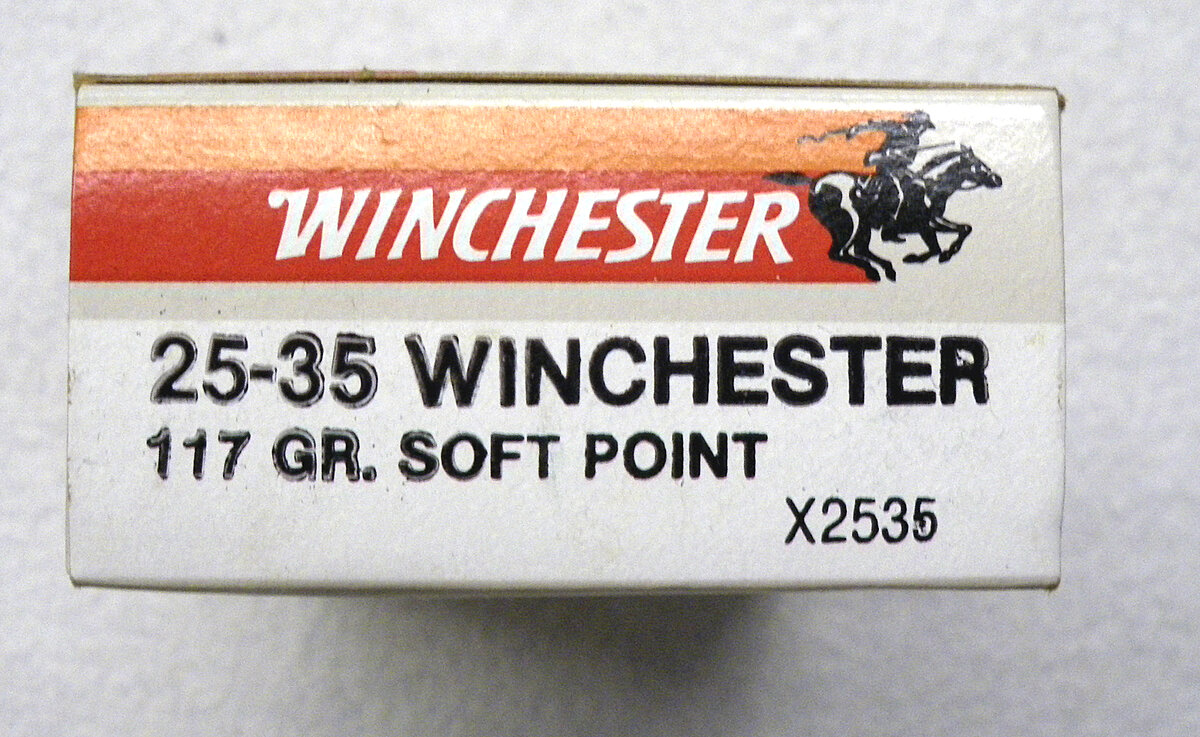 WINCHESTER
25-35 WINCHESTER
117 GR. SOFT POINT
X2535